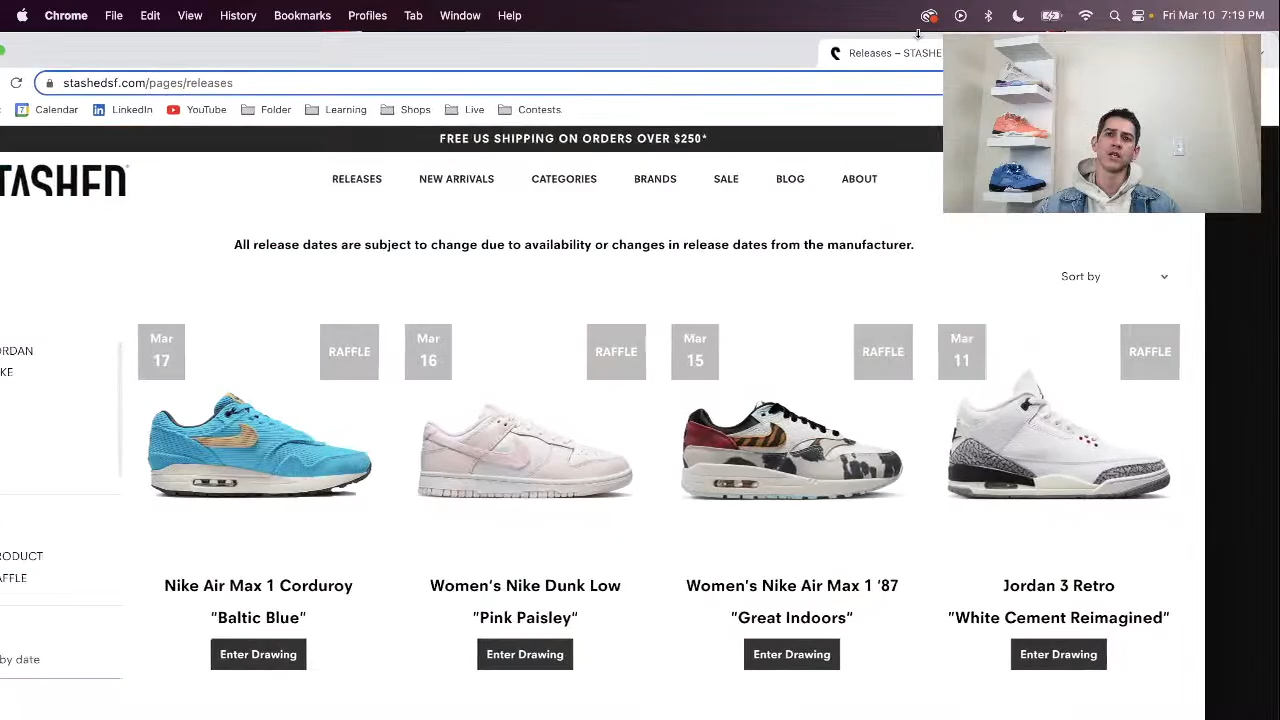 Chrome File Edit View History Bookmarks Profiles Tab Window Help Fri Mar 10 7:19 PM
Releases – STASHE
stashedsf.com/pages/releases
7 Calendar in LinkedIn YouTube Folder Learning Shops Live Contests
FREE US SHIPPING ON ORDERS OVER $250*
TASHED
RELEASES NEW ARRIVALS CATEGORIES BRANDS SALE BLOG ABOUT
All release dates are subject to change due to availability or changes in release dates from the manufacturer.
Sort by
ORDAN
KE
RODUCT
AFFLE
by date
Mar 17 RAFFLE
Mar 16 RAFFLE
Mar 15 RAFFLE
Mar 11 RAFFLE
Nike Air Max 1 Corduroy
"Baltic Blue"
Enter Drawing
Women's Nike Dunk Low
"Pink Paisley"
Enter Drawing
Women's Nike Air Max 1 '87
"Great Indoors"
Enter Drawing
Jordan 3 Retro
"White Cement Reimagined"
Enter Drawing